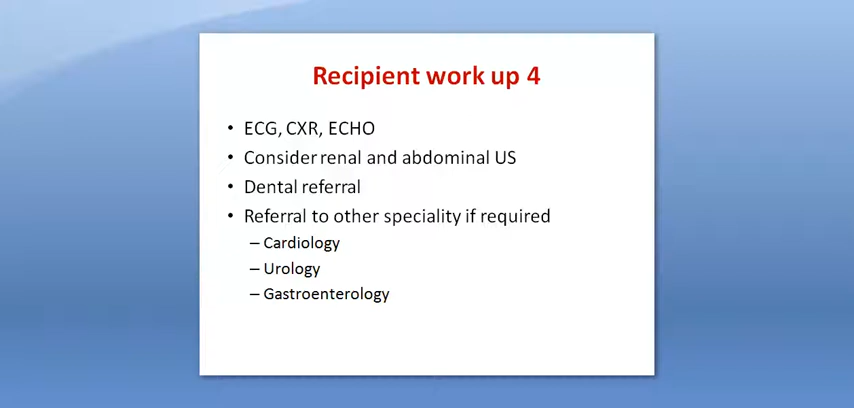 Recipient work up 4
• ECG, CXR, ECHO
• Consider renal and abdominal US
• Dental referral
• Referral to other speciality if required
– Cardiology
– Urology
– Gastroenterology